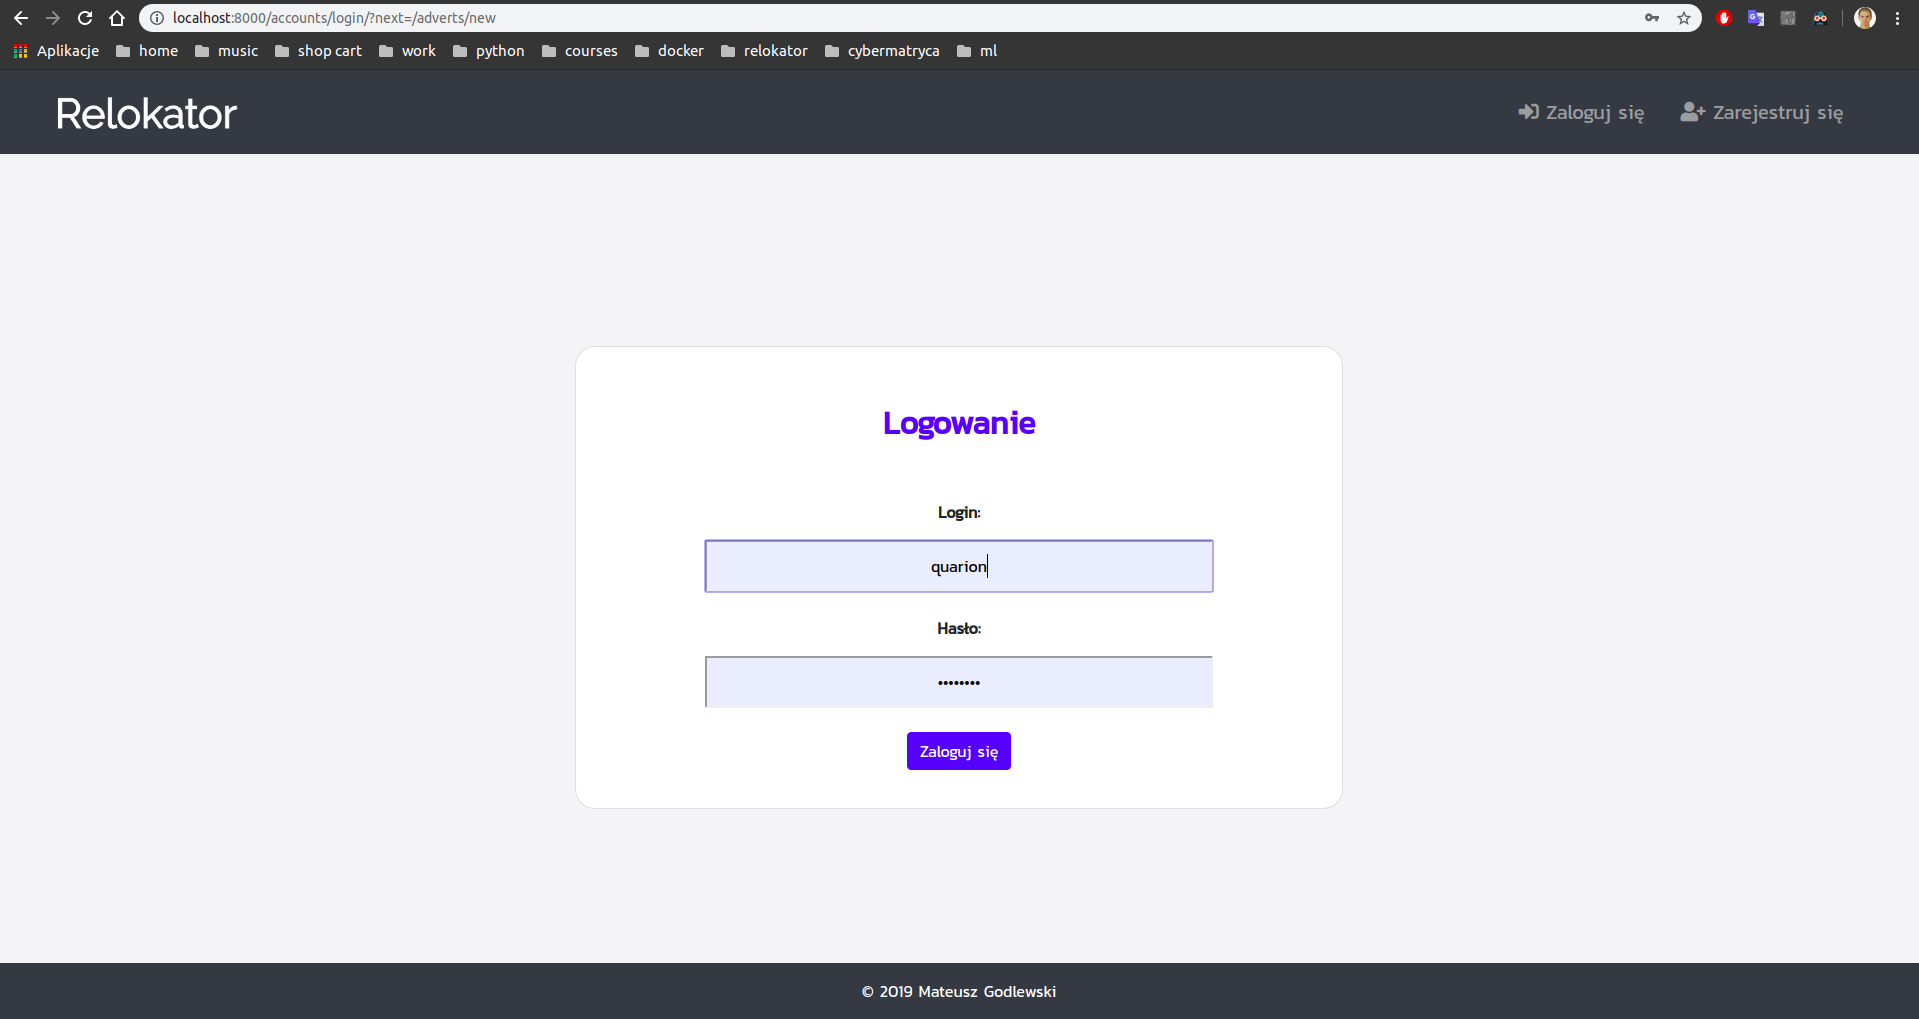 localhost:8000/accounts/login/?next=/adverts/new
Aplikacje home music shop cart work python courses docker relokator cybermatryca ml
Relokator Zaloguj się Zarejestruj się
Logowanie
Login:
quarion
Hasło:
••••••••
Zaloguj się
© 2019 Mateusz Godlewski